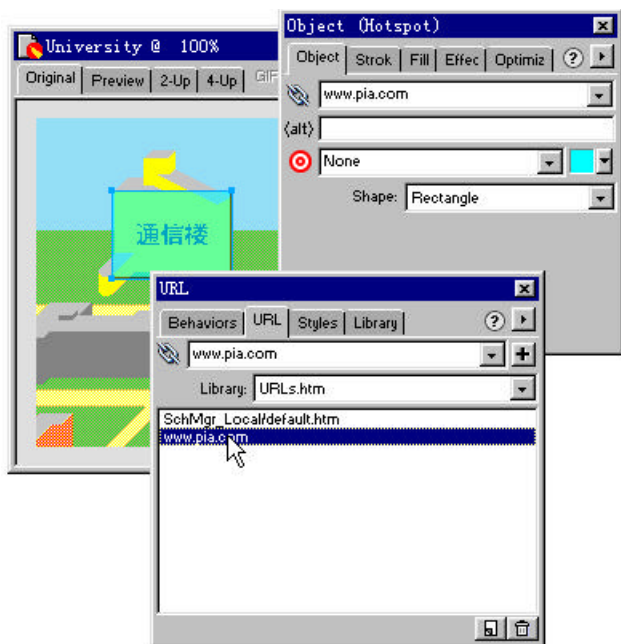 University @ 100%
Original Preview 2-Up 4-Up GIF
通信楼
Object (Hotspot)
Object Strok Fill Effec Optimiz ?
www.pia.com
<alt>
None
Shape: Rectangle
URL
Behaviors URL Styles Library ?
www.pia.com
Library: URLs.htm
SchMgr_Local/default.htm
www.pia.com